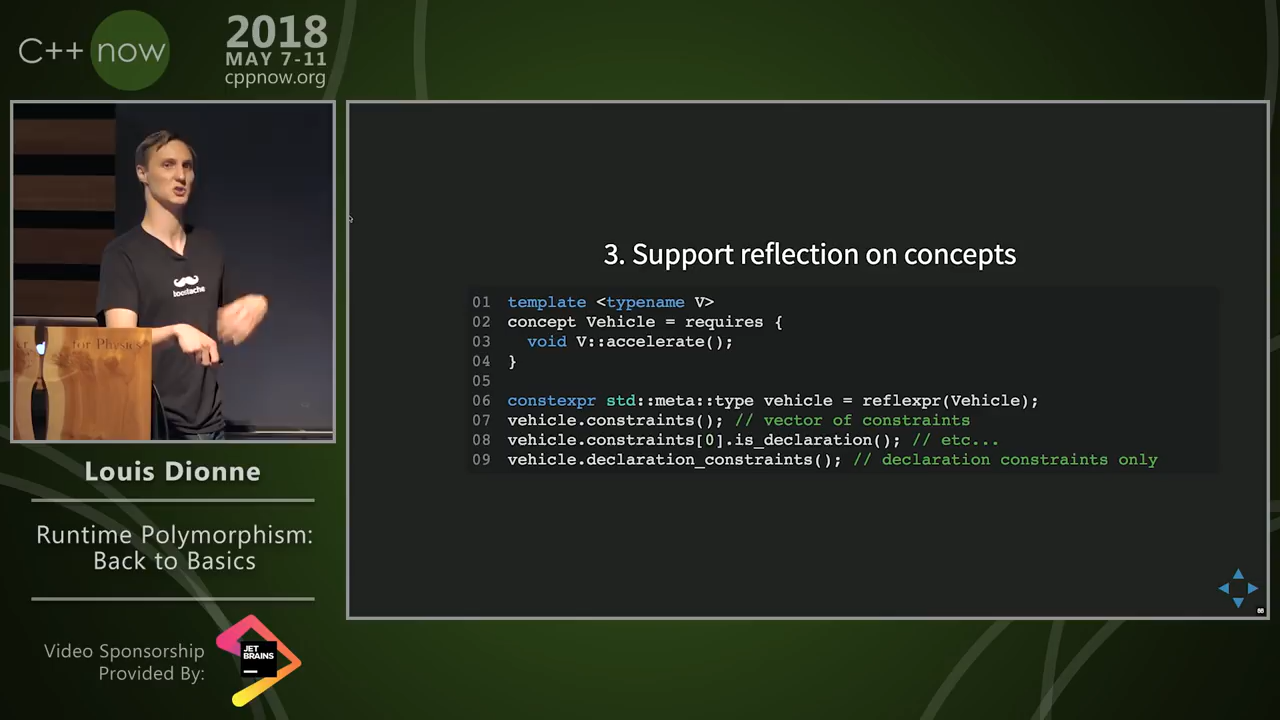 C++ now
2018
MAY 7-11
cppnow.org
toostache
for Physics
Louis Dionne
Runtime Polymorphism:
Back to Basics
Video Sponsorship
Provided By:
JET
BRAINS
3. Support reflection on concepts
01 template <typename V>
02 concept Vehicle = requires {
03 void V::accelerate();
04 }
05
06 constexpr std::meta::type vehicle = reflexpr(Vehicle);
07 vehicle.constraints(); // vector of constraints
08 vehicle.constraints[0].is_declaration(); // etc...
09 vehicle.declaration_constraints(); // declaration constraints only